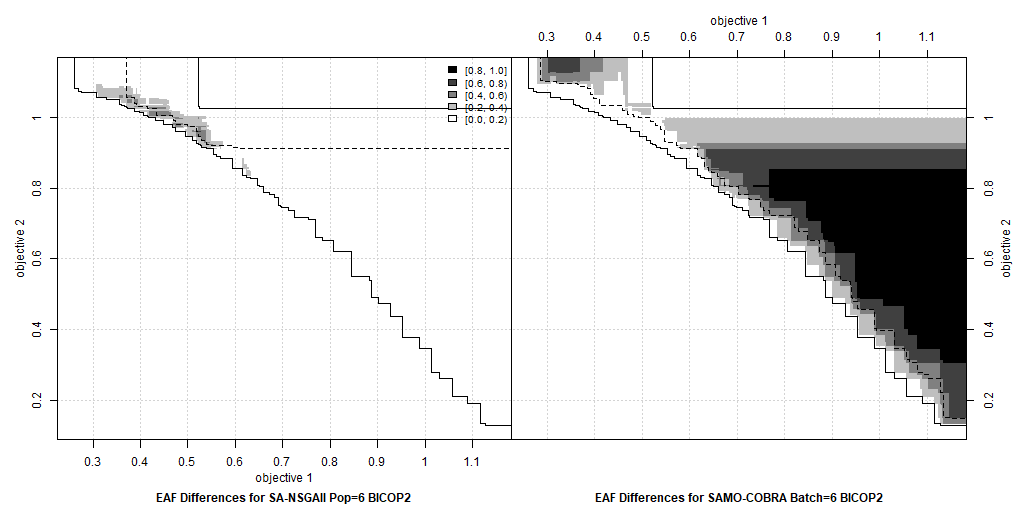 objective 1
0.3 0.4 0.5 0.6 0.7 0.8 0.9 1 1.1
[0.8, 1.0]
[0.6, 0.8)
[0.4, 0.6)
[0.2, 0.4)
[0.0, 0.2)
objective 2
0.2 0.4 0.6 0.8 1
0.2 0.4 0.6 0.8 1
objective 2
0.3 0.4 0.5 0.6 0.7 0.8 0.9 1 1.1
objective 1
EAF Differences for SA-NSGAII Pop=6 BICOP2
EAF Differences for SAMO-COBRA Batch=6 BICOP2